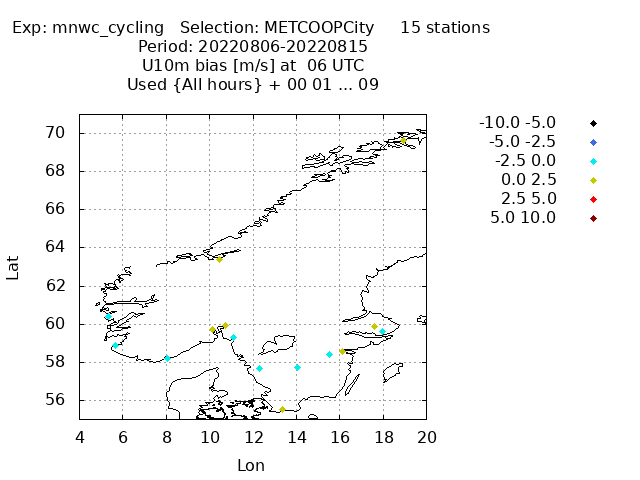 Exp: mnwc_cycling   Selection: METCOOPCity     15 stations
Period: 20220806-20220815
U10m bias [m/s] at  06 UTC
Used {All hours} + 00 01 ... 09
-10.0 -5.0
-5.0 -2.5
-2.5 0.0
0.0 2.5
2.5 5.0
5.0 10.0
70
68
66
64
62
60
58
56
Lat
4 6 8 10 12 14 16 18 20
Lon